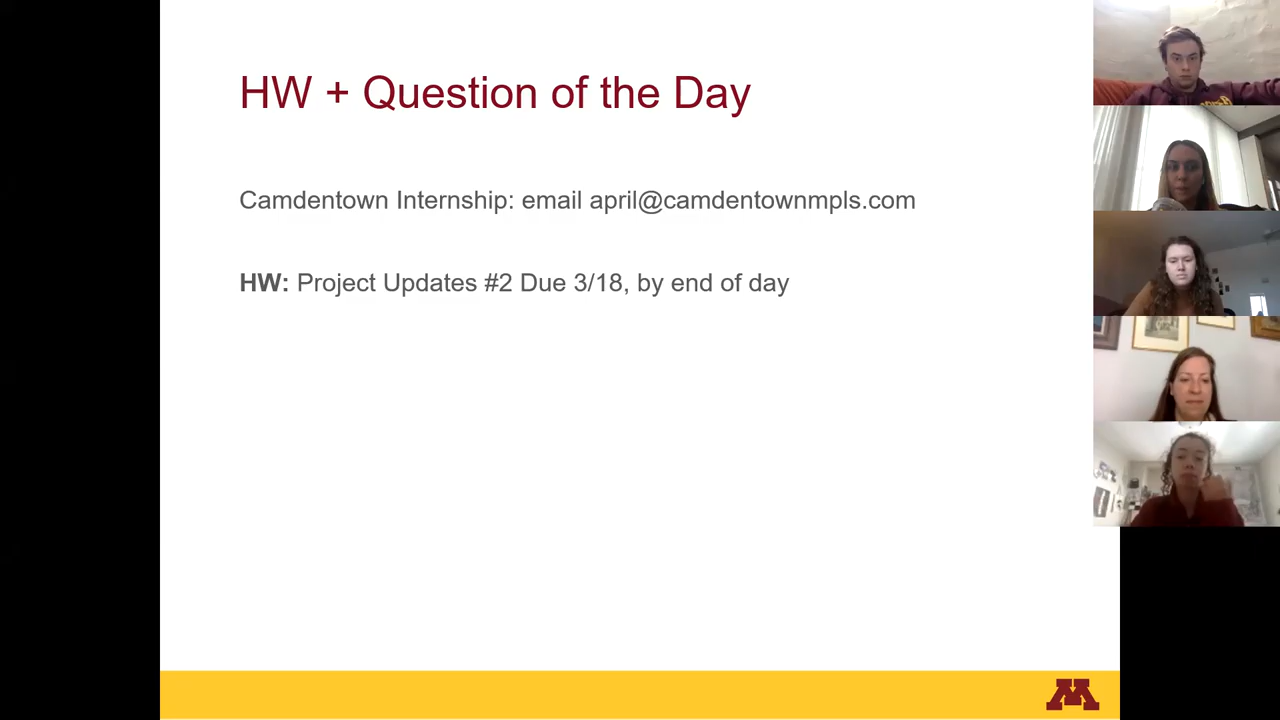 HW + Question of the Day
Camdentown Internship: email april@camdentownmpls.com
HW: Project Updates #2 Due 3/18, by end of day
M